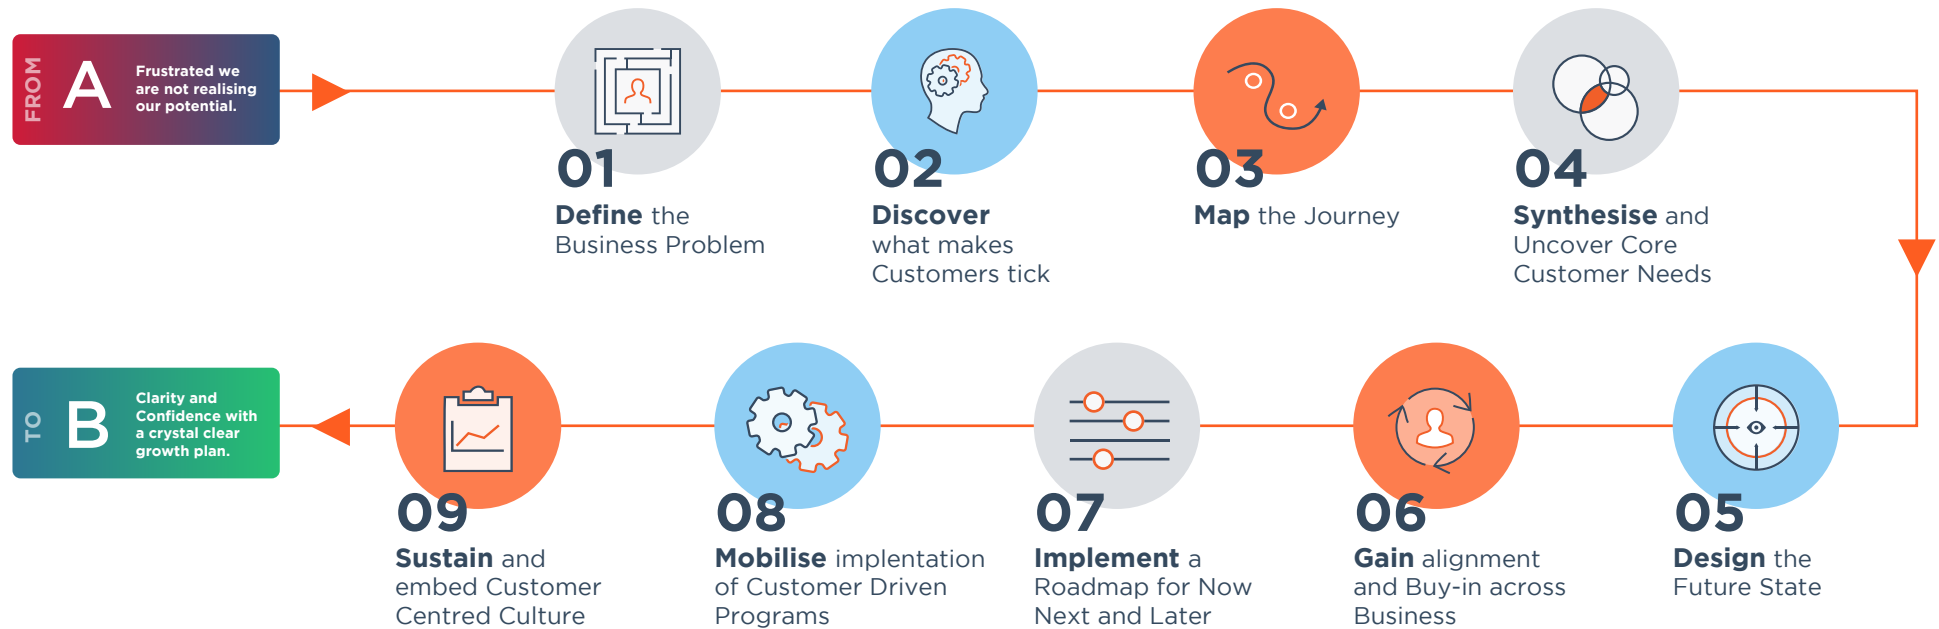 FROM
A
Frustrated we
are not realising
our potential.
01
Define the
Business Problem
02
Discover
what makes
Customers tick
03
Map the Journey
04
Synthesise and
Uncover Core
Customer Needs
05
Design the
Future State
06
Gain alignment
and Buy-in across
Business
07
Implement a
Roadmap for Now
Next and Later
08
Mobilise implentation
of Customer Driven
Programs
09
Sustain and
embed Customer
Centred Culture
TO
B
Clarity and
Confidence with
a crystal clear
growth plan.